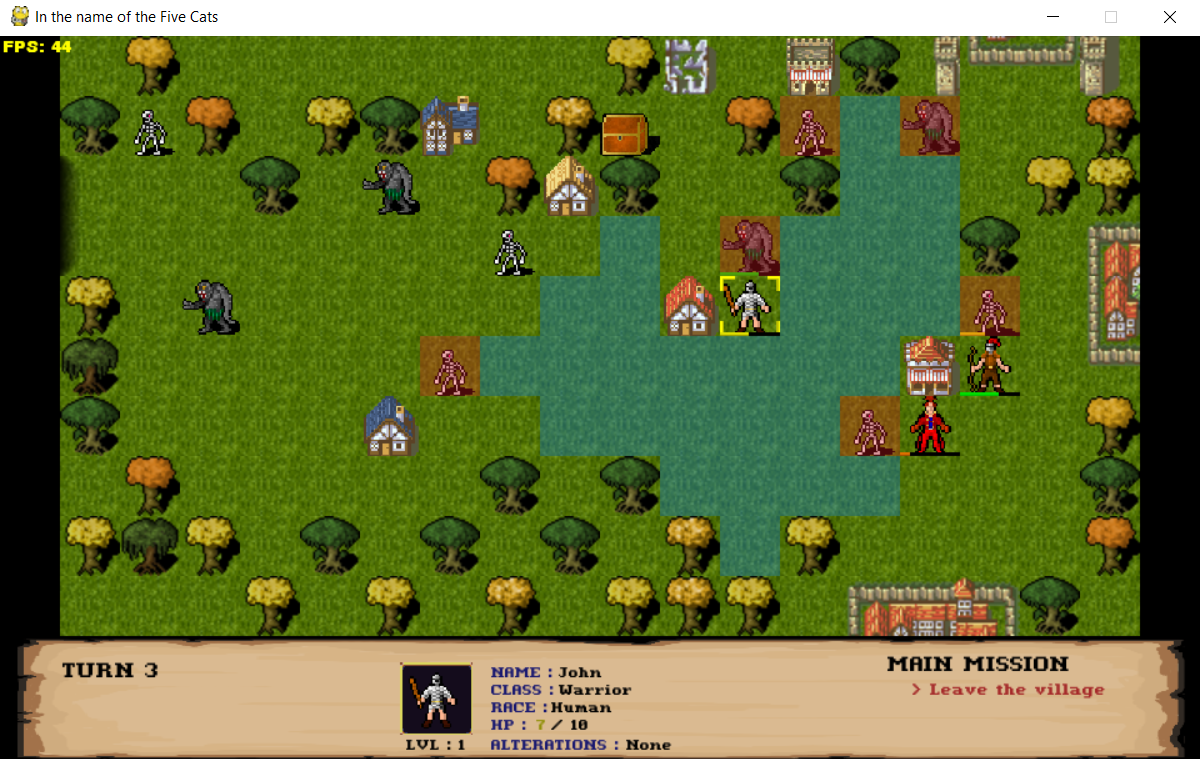 In the name of the Five Cats
FPS: 44
TURN 3
NAME : John
CLASS : Warrior
RACE :Human
HP : 7 / 10
LVL : 1
ALTERATIONS : None
MAIN MISSION
> Leave the village